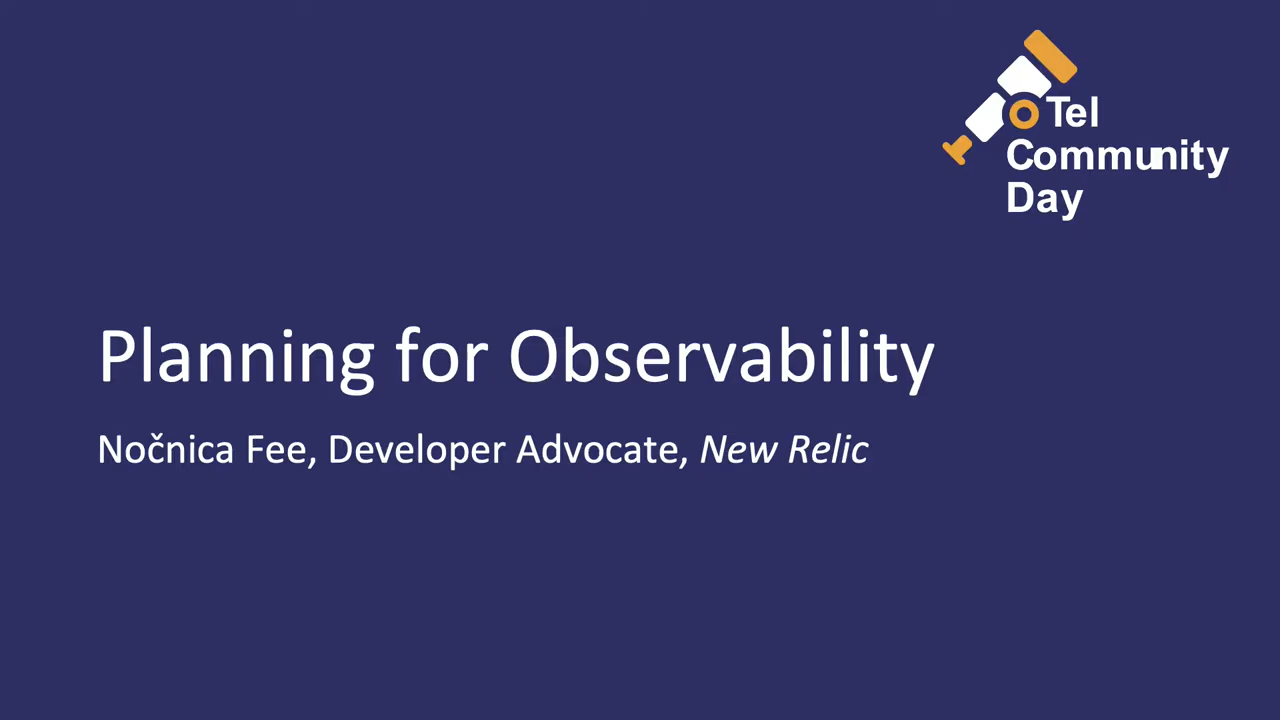 OTel
Community
Day
Planning for Observability
Nočnica Fee, Developer Advocate, New Relic